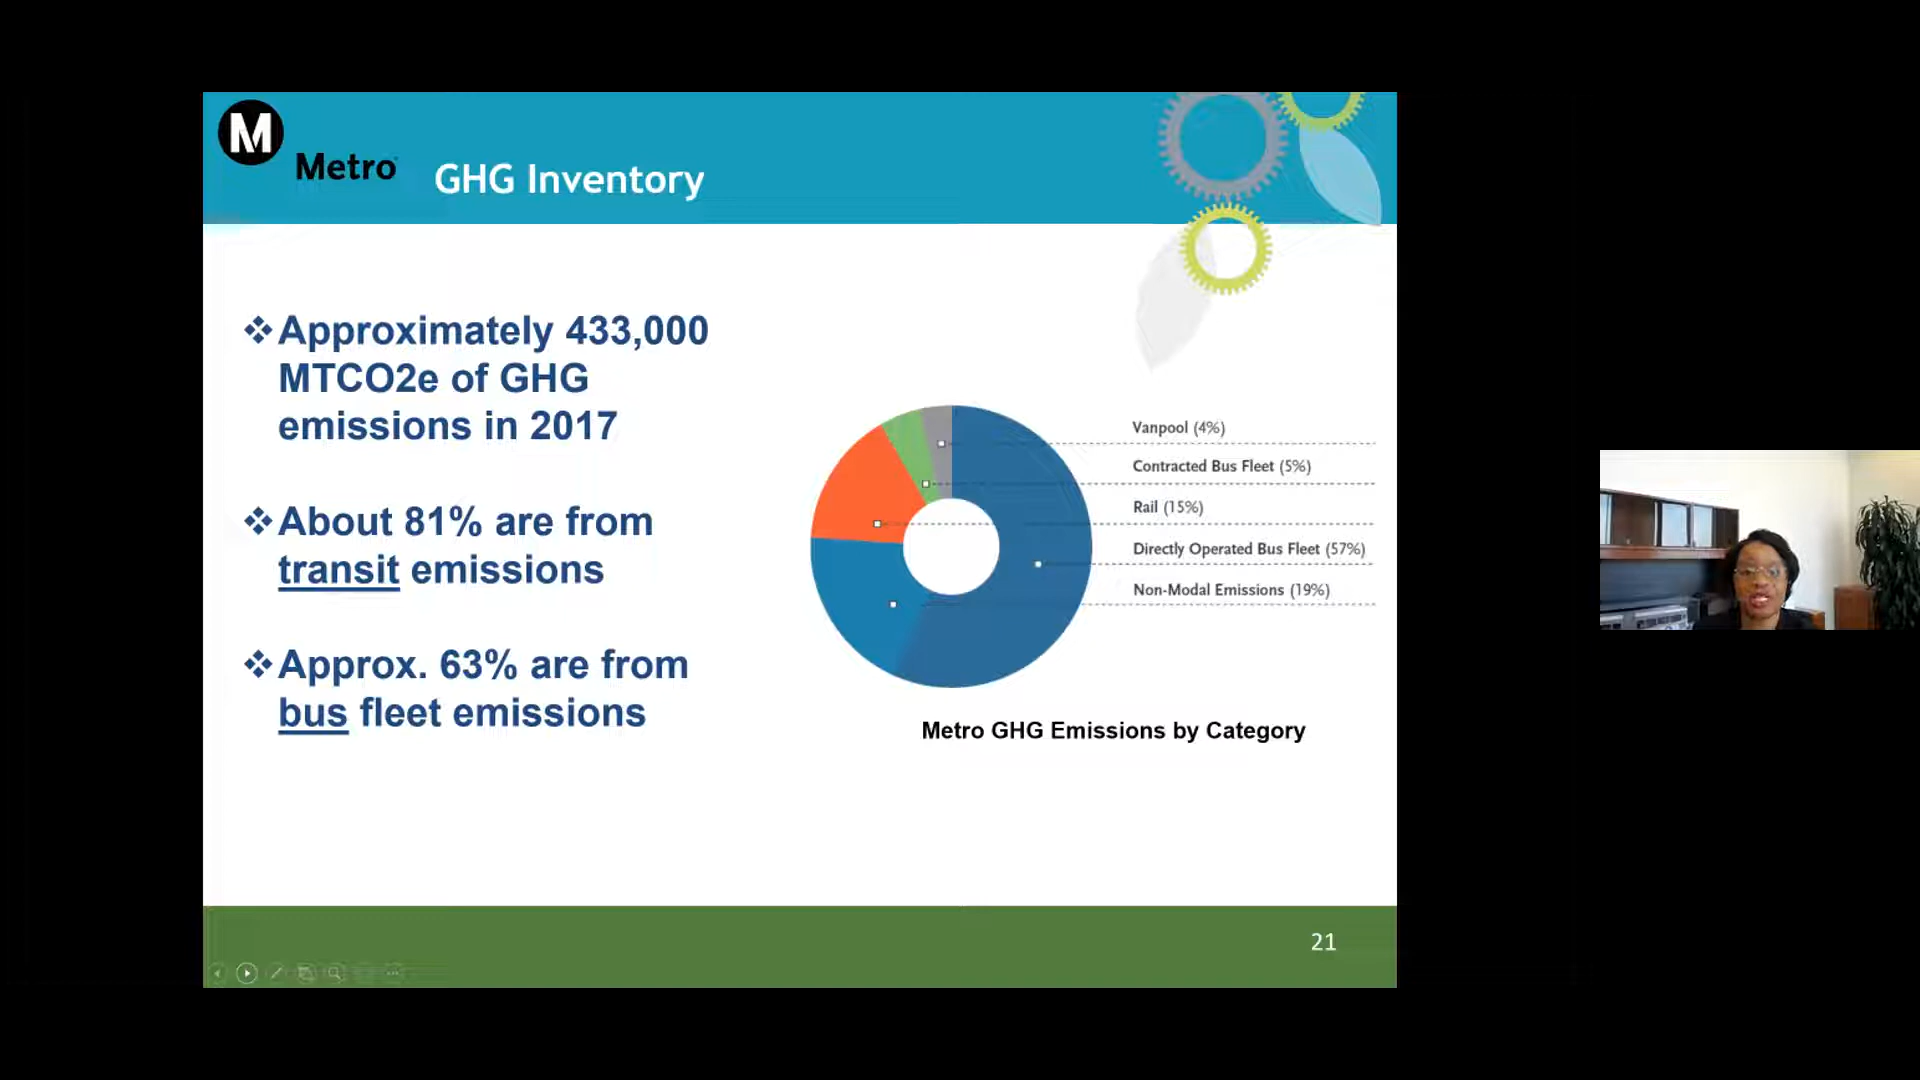 M
Metro
GHG Inventory
❖Approximately 433,000
MTCO2e of GHG
emissions in 2017
❖About 81% are from
transit emissions
❖Approx. 63% are from
bus fleet emissions
Vanpool (4%)
Contracted Bus Fleet (5%)
Rail (15%)
Directly Operated Bus Fleet (57%)
Non-Modal Emissions (19%)
Metro GHG Emissions by Category
21